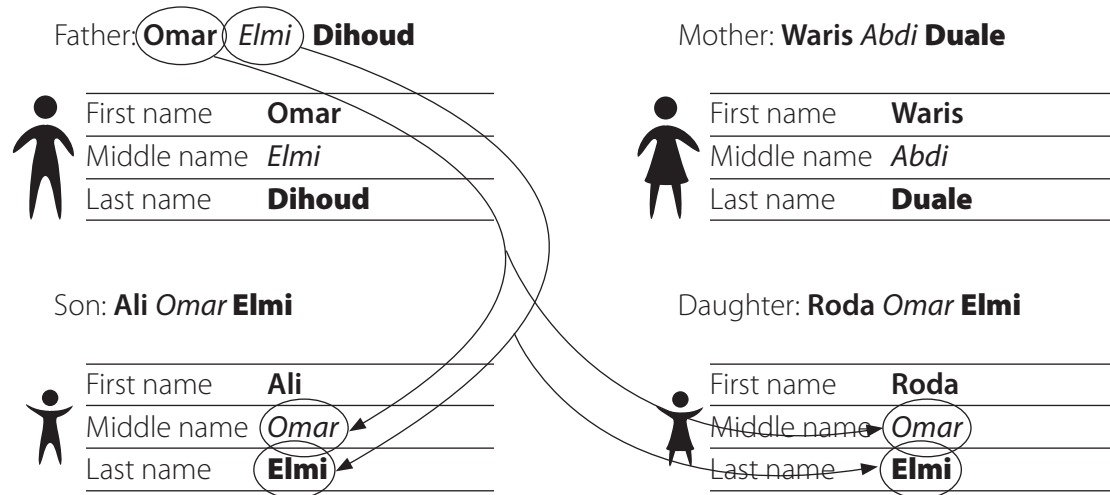 Father: Omar Elmi Dihoud
First name Omar
Middle name Elmi
Last name Dihoud
Mother: Waris Abdi Duale
First name Waris
Middle name Abdi
Last name Duale
Son: Ali Omar Elmi
First name Ali
Middle name Omar
Last name Elmi
Daughter: Roda Omar Elmi
First name Roda
Middle name Omar
Last name Elmi